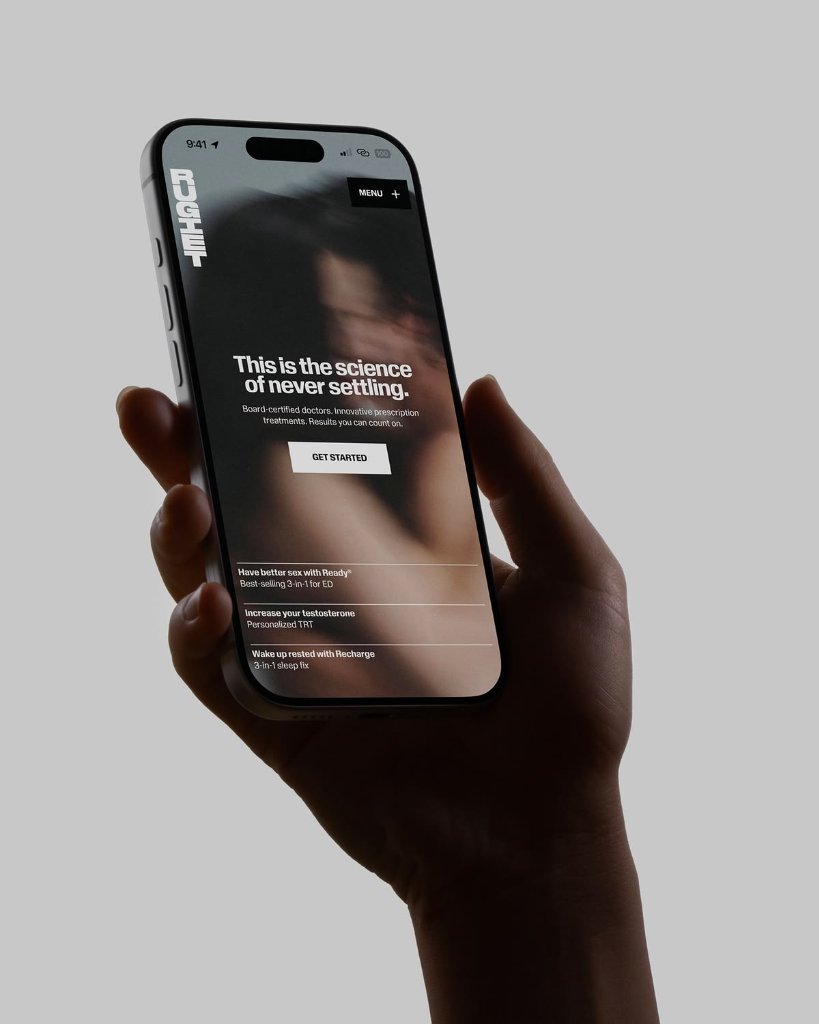 9:41
100
RUGIET
MENU +
This is the science
of never settling.
Board-certified doctors. Innovative prescription
treatments. Results you can count on.
GET STARTED
Have better sex with Ready®
Best-selling 3-in-1 for ED
Increase your testosterone
Personalized TRT
Wake up rested with Recharge
3-in-1 sleep fix